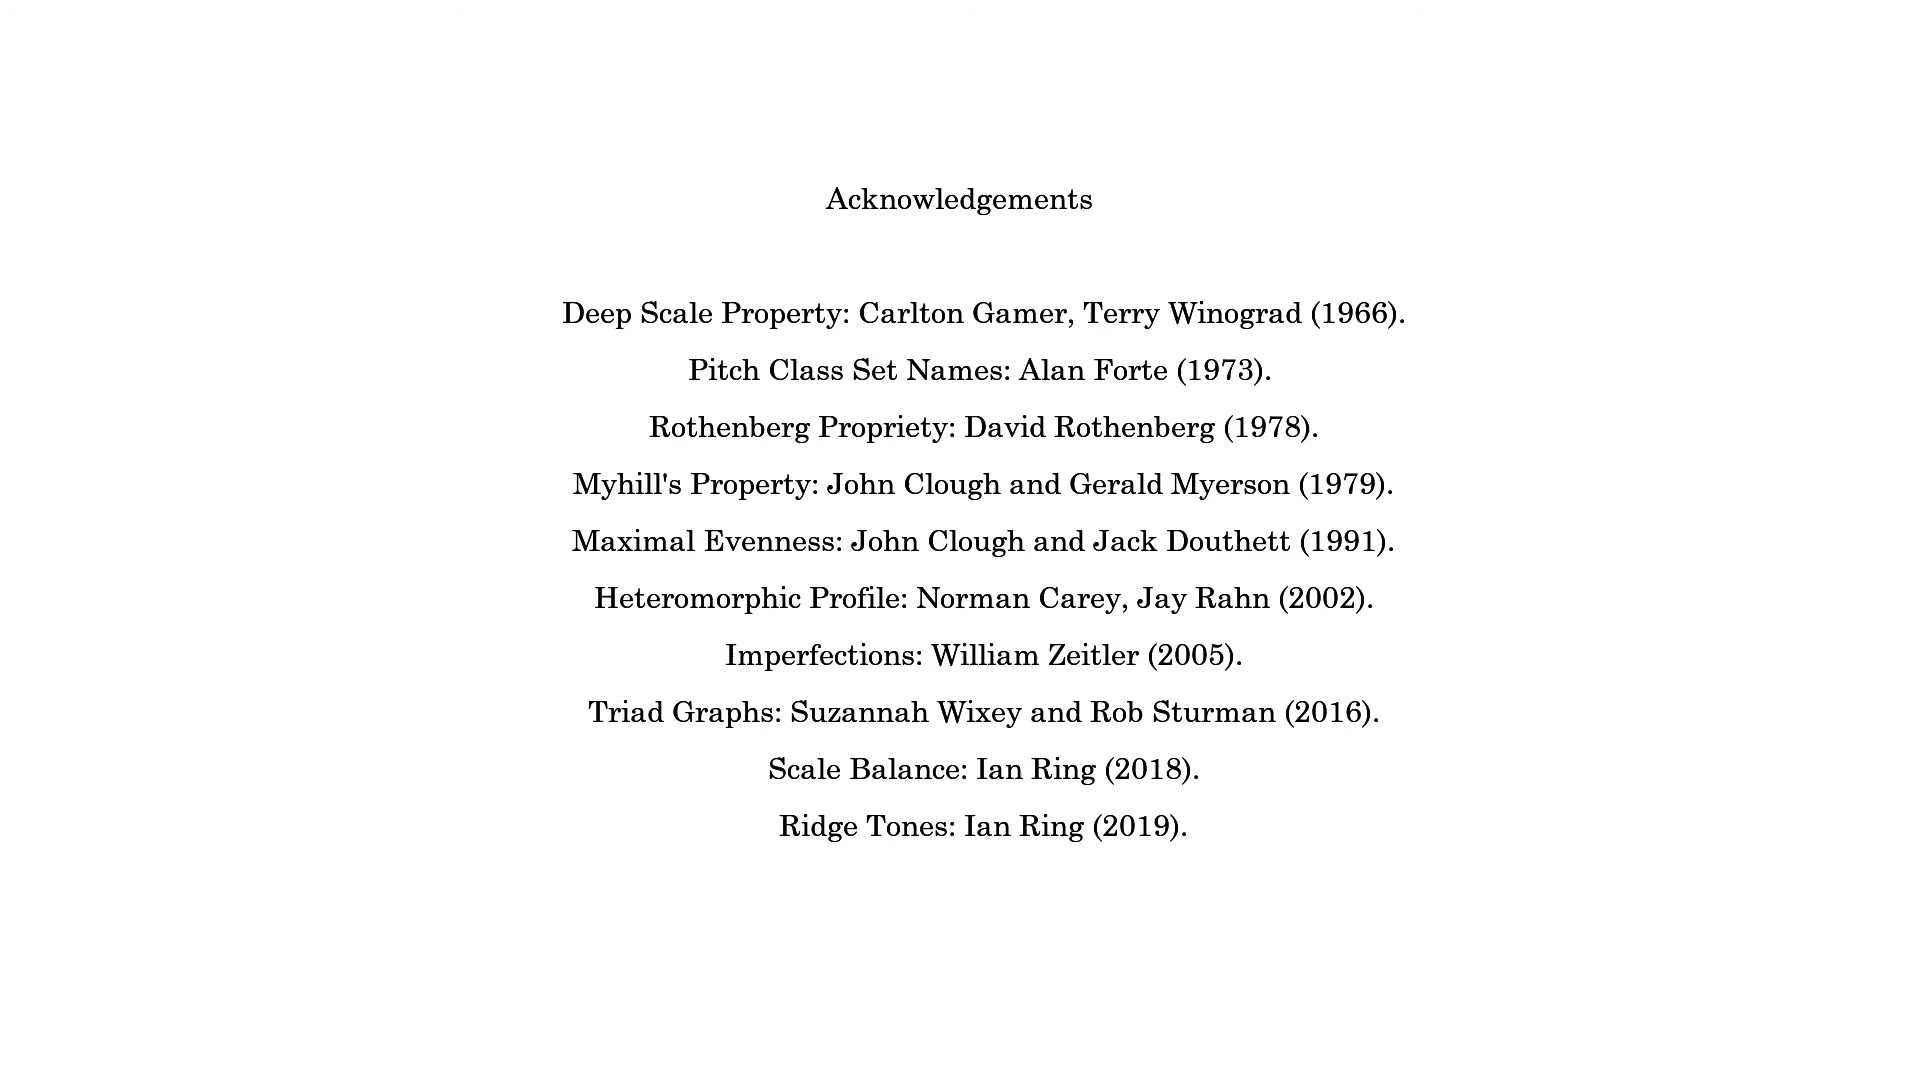 Acknowledgements
Deep Scale Property: Carlton Gamer, Terry Winograd (1966).
Pitch Class Set Names: Alan Forte (1973).
Rothenberg Propriety: David Rothenberg (1978).
Myhill's Property: John Clough and Gerald Myerson (1979).
Maximal Evenness: John Clough and Jack Douthett (1991).
Heteromorphic Profile: Norman Carey, Jay Rahn (2002).
Imperfections: William Zeitler (2005).
Triad Graphs: Suzannah Wixey and Rob Sturman (2016).
Scale Balance: Ian Ring (2018).
Ridge Tones: Ian Ring (2019).